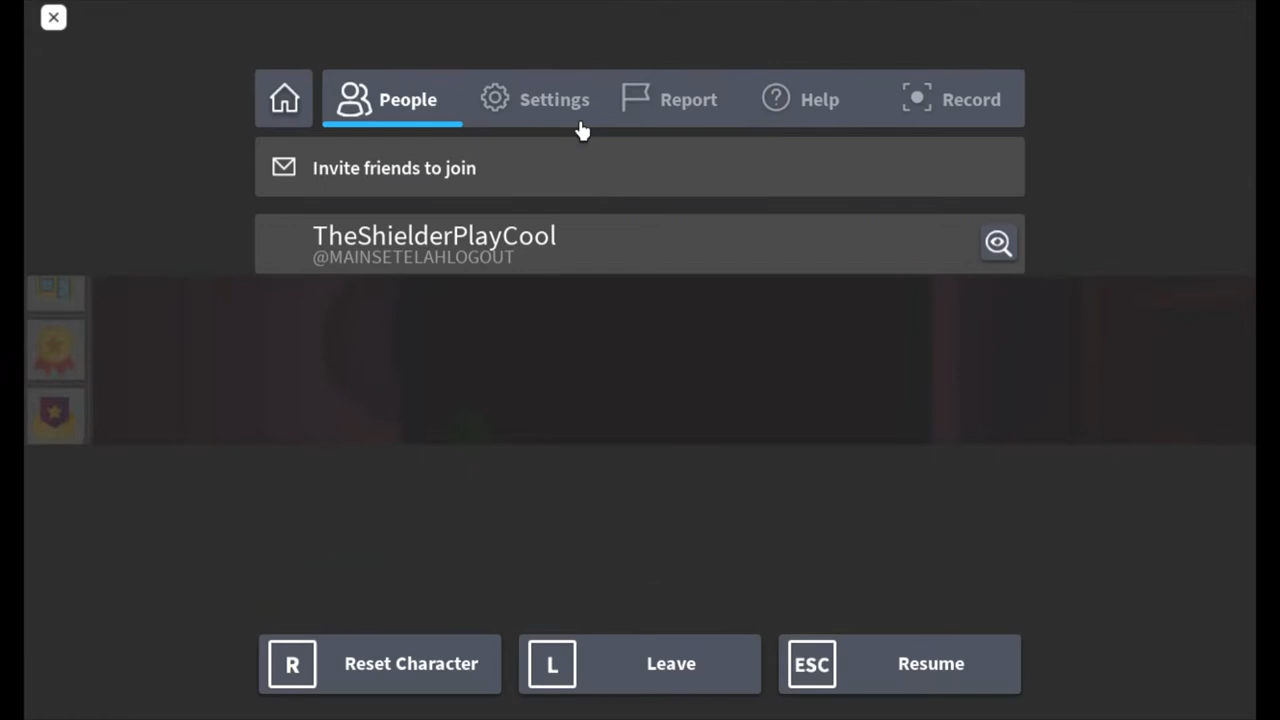 People
Settings
Report
Help
Record
Invite friends to join
TheShielderPlayCool
@MAINSETELAHLOGOUT
R
Reset Character
L
Leave
ESC
Resume